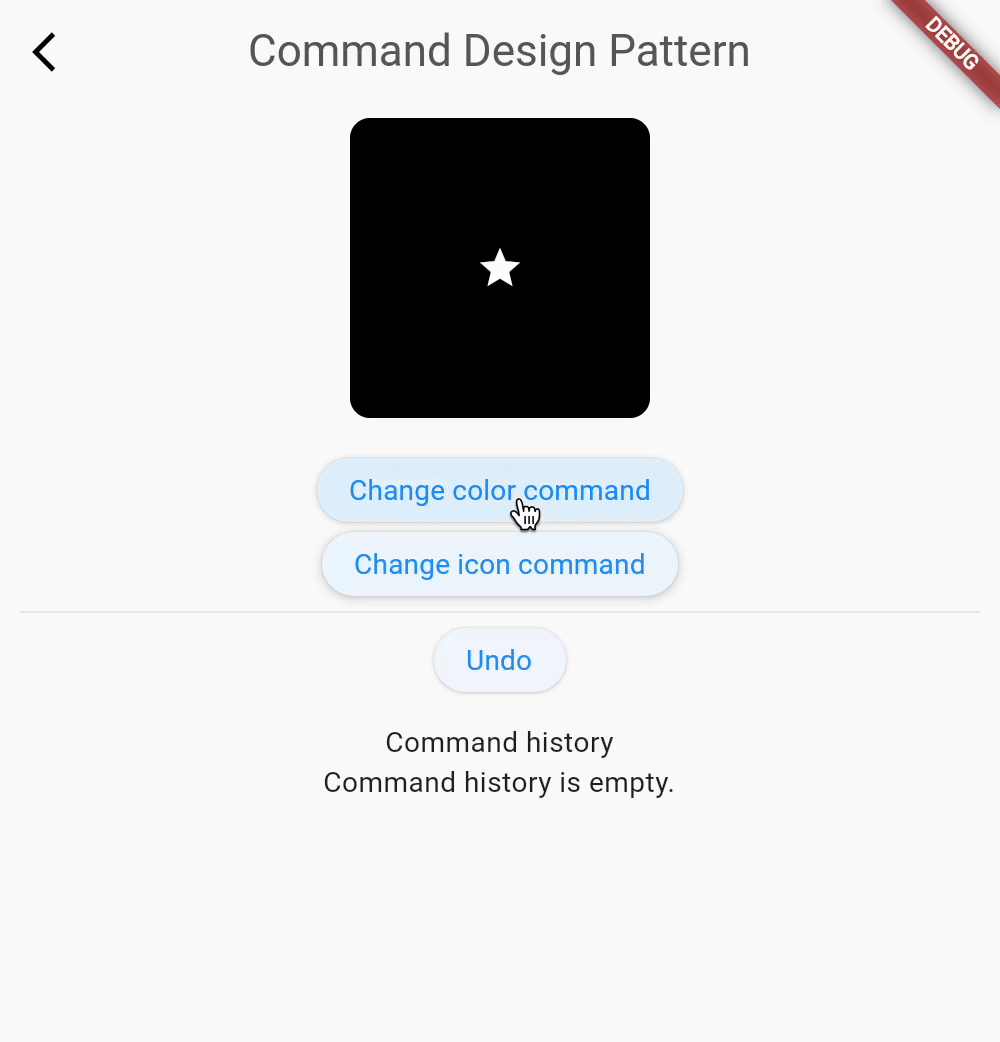 Command Design Pattern
DEBUG
Change color command
Change icon command
Undo
Command history
Command history is empty.